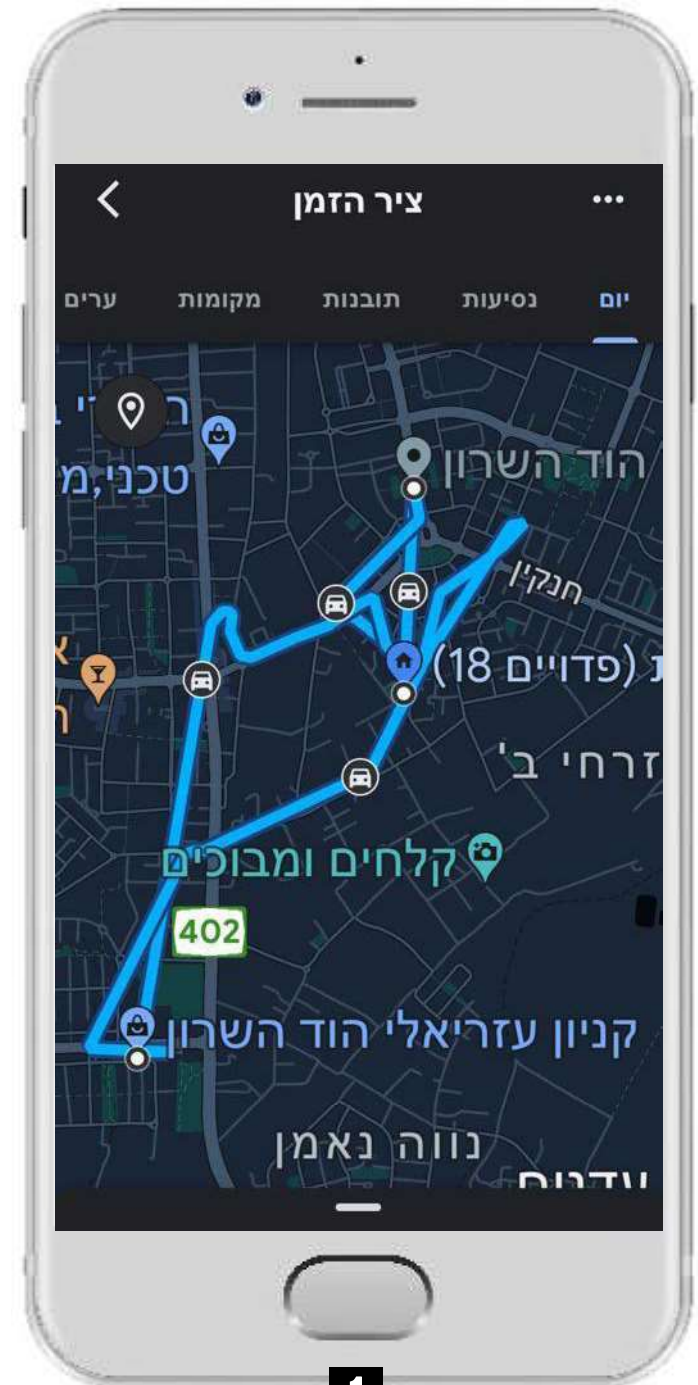 ציר הזמן
יום נסיעות תובנות מקומות ערים
טכני,מ
הוד השרון
חנקין
(פדויים 18)
זרחי ב'
קלחים ומבוכים
402
קניון עזריאלי הוד השרון
נווה נאמן